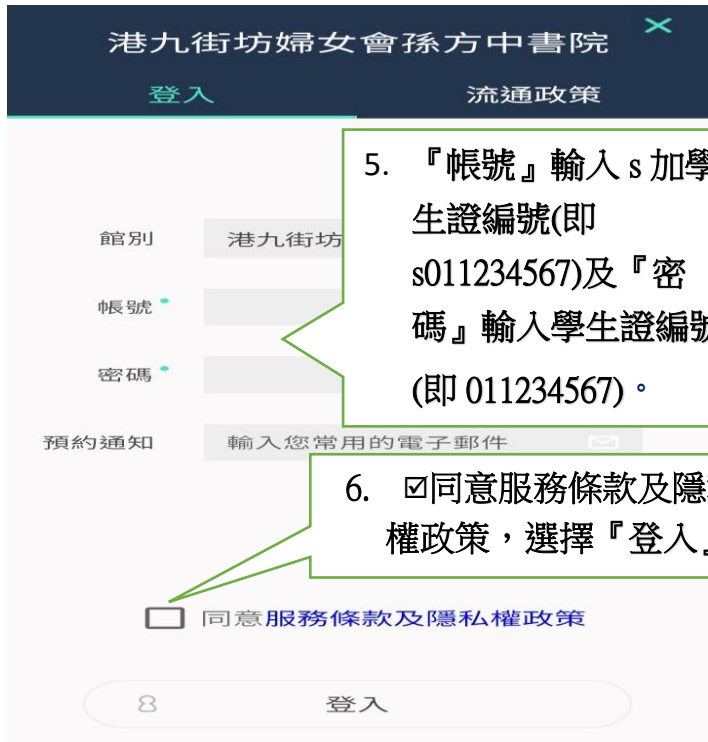 港九街坊婦女會孫方中書院
登入 流通政策
館別 港九街坊
帳號
密碼
預約通知 輸入您常用的電子郵件
5. 『帳號』輸入 s 加學
生證編號(即
s011234567)及『密
碼』輸入學生證編號
(即 011234567)。
6. ☑同意服務條款及隱
權政策，選擇『登入』
同意服務條款及隱私權政策
登入